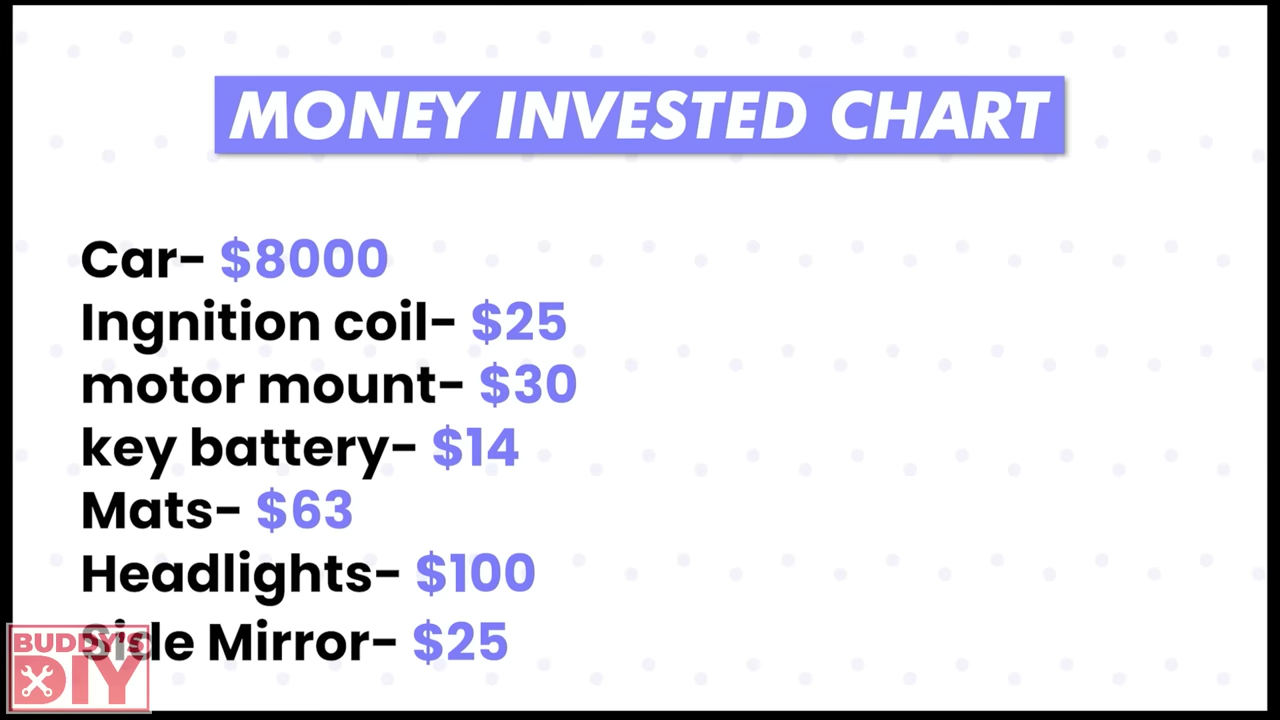 MONEY INVESTED CHART
Car- $8000
Ingnition coil- $25
motor mount- $30
key battery- $14
Mats- $63
Headlights- $100
Side Mirror- $25
BUDDY'S
DIY